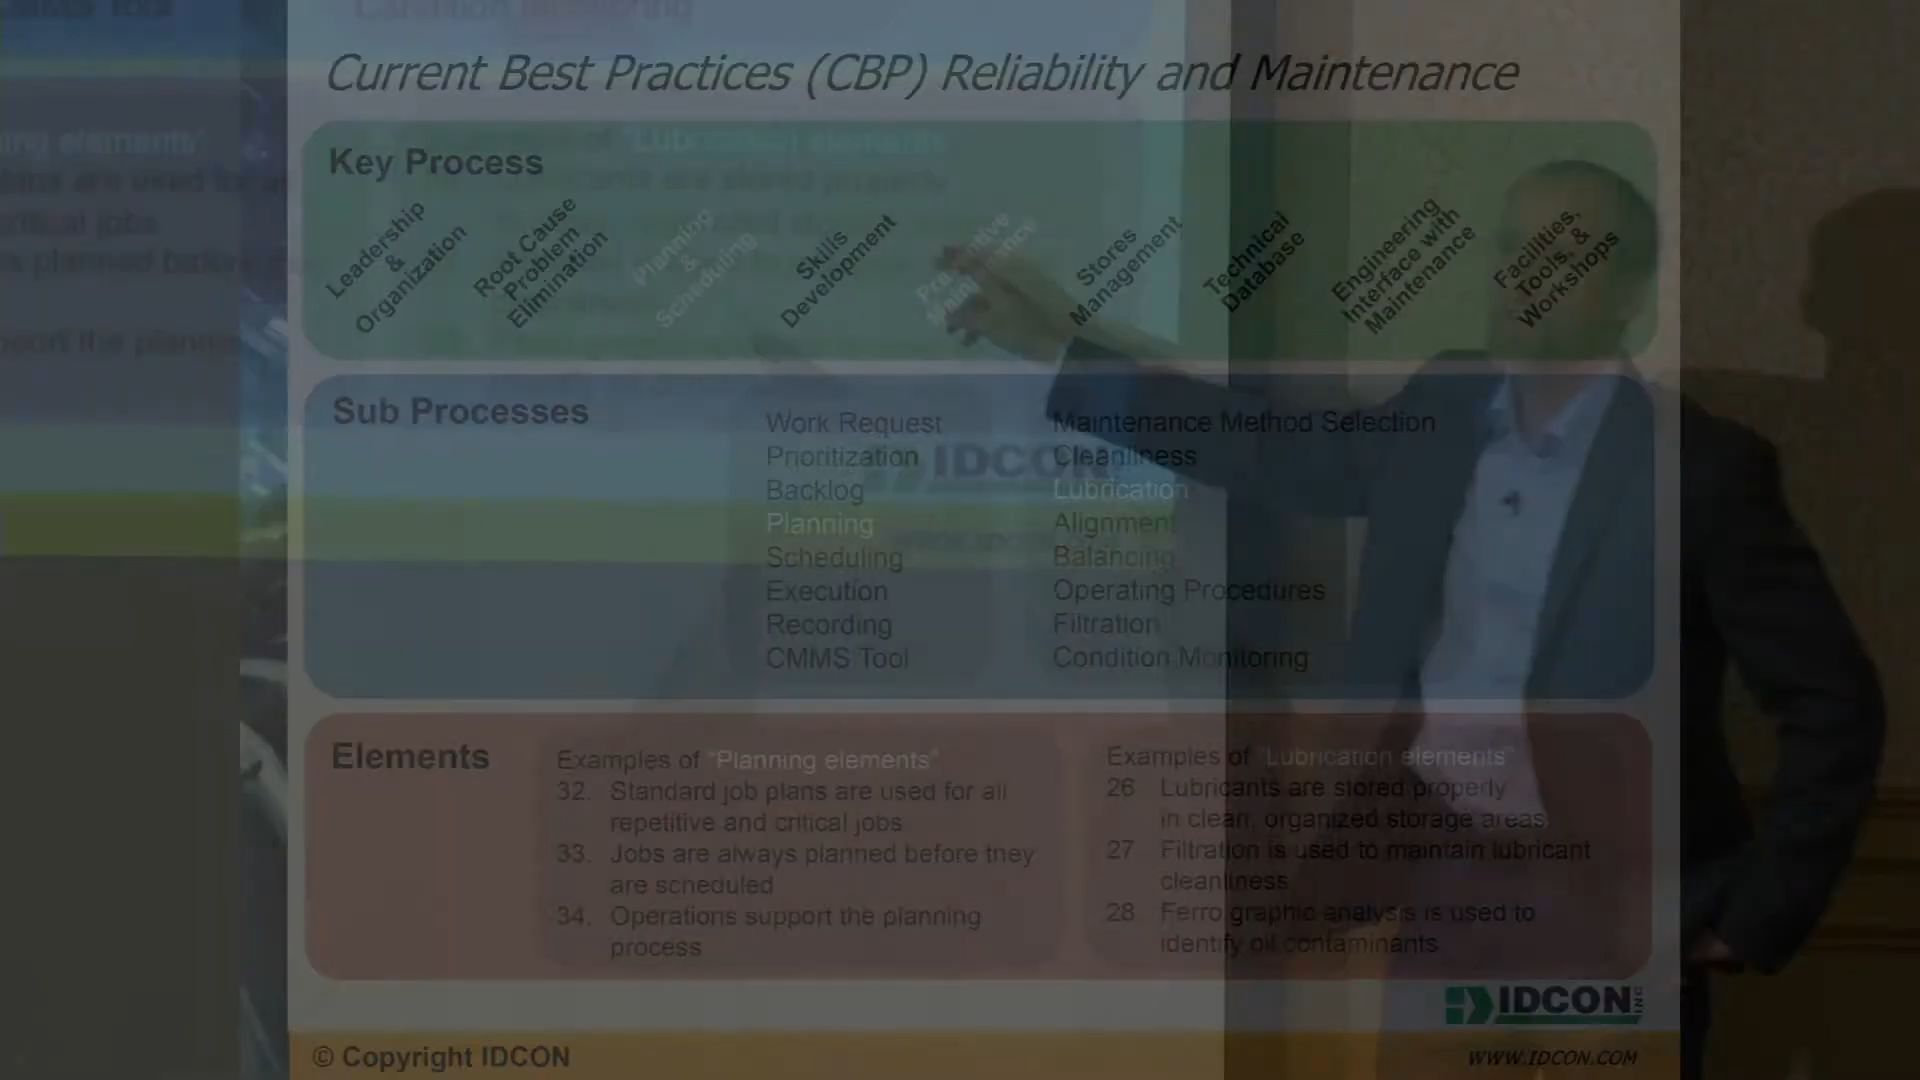 Current Best Practices (CBP) Reliability and Maintenance
Key Process
Leadership
&
Organization
Root Cause
Problem
Elimination
Planning
&
Scheduling
Skills
Development
Stores
Management
Technical
Database
Engineering
Interface with
Maintenance
Facilities,
Tools, &
Workshops
Sub Processes
Work Request
Prioritization
Backlog
Planning
Scheduling
Execution
Recording
CMMS Tool
Maintenance Method Selection
Cleanliness
Lubrication
Alignment
Balancing
Operating Procedures
Filtration
Condition Monitoring
IDCON
Elements
Examples of "Planning elements"
32. Standard job plans are used for all
repetitive and critical jobs
33. Jobs are always planned before they
are scheduled
34. Operations support the planning
process
Examples of "Lubrication elements"
26 Lubricants are stored properly
in clean, organized storage areas
27 Filtration is used to maintain lubricant
cleanliness
28 Ferro graphic analysis is used to
identify oil contaminants
IDCON INC
© Copyright IDCON
WWW.IDCON.COM